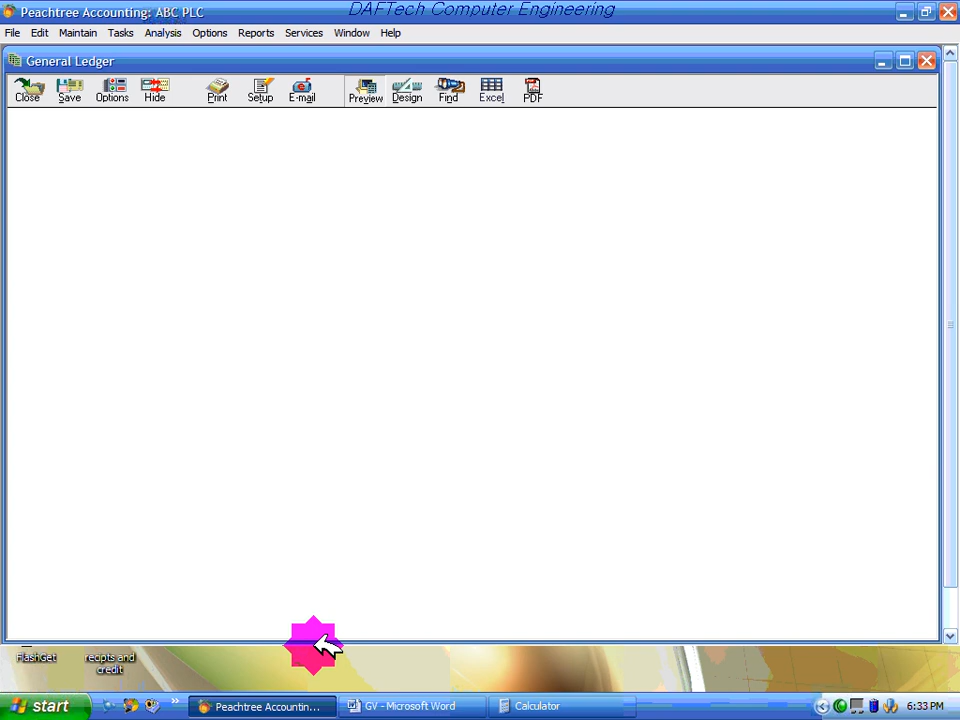 DAFTech Computer Engineering
Peachtree Accounting: ABC PLC
File Edit Maintain Tasks Analysis Options Reports Services Window Help
General Ledger
Close Save Options Hide Print Setup E-mail Preview Design Find Excel PDF
FlashGet
recipts and
credit
start
Peachtree Accountin...
GV - Microsoft Word
Calculator
6:33 PM